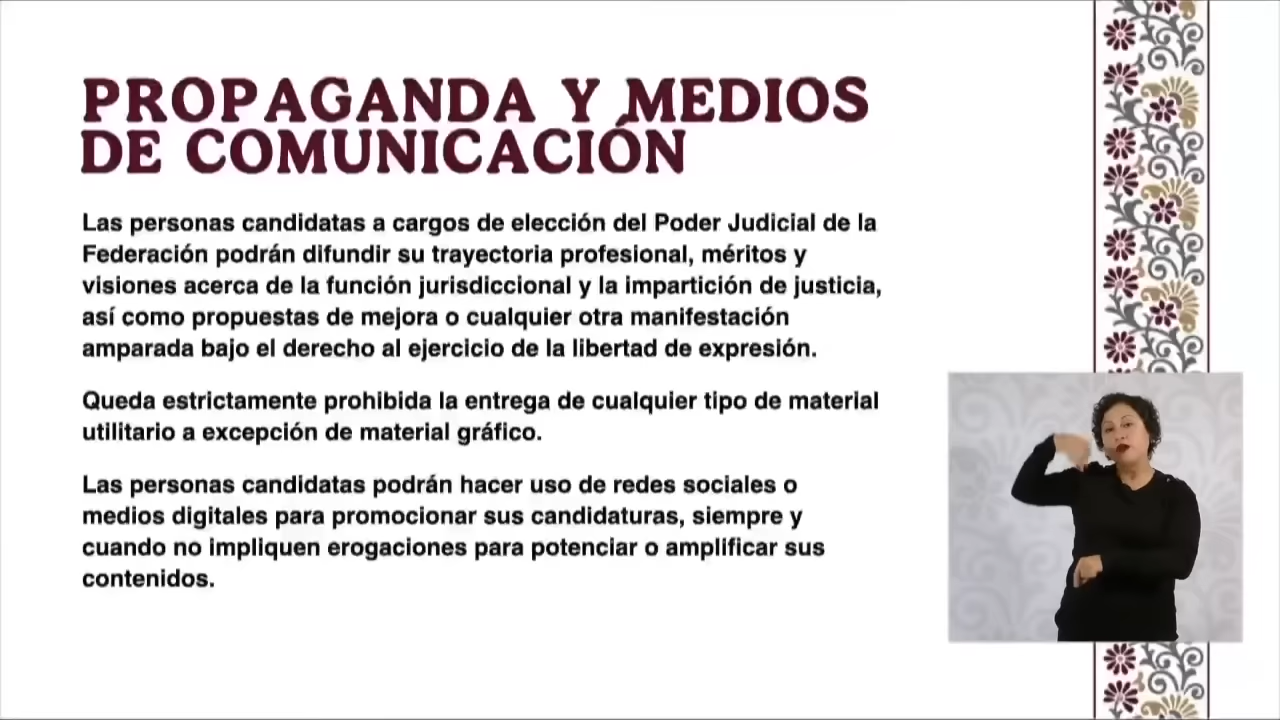 PROPAGANDA Y MEDIOS
DE COMUNICACIÓN
Las personas candidatas a cargos de elección del Poder Judicial de la
Federación podrán difundir su trayectoria profesional, méritos y
visiones acerca de la función jurisdiccional y la impartición de justicia,
así como propuestas de mejora o cualquier otra manifestación
amparada bajo el derecho al ejercicio de la libertad de expresión.
Queda estrictamente prohibida la entrega de cualquier tipo de material
utilitario a excepción de material gráfico.
Las personas candidatas podrán hacer uso de redes sociales o
medios digitales para promocionar sus candidaturas, siempre y
cuando no impliquen erogaciones para potenciar o amplificar sus
contenidos.